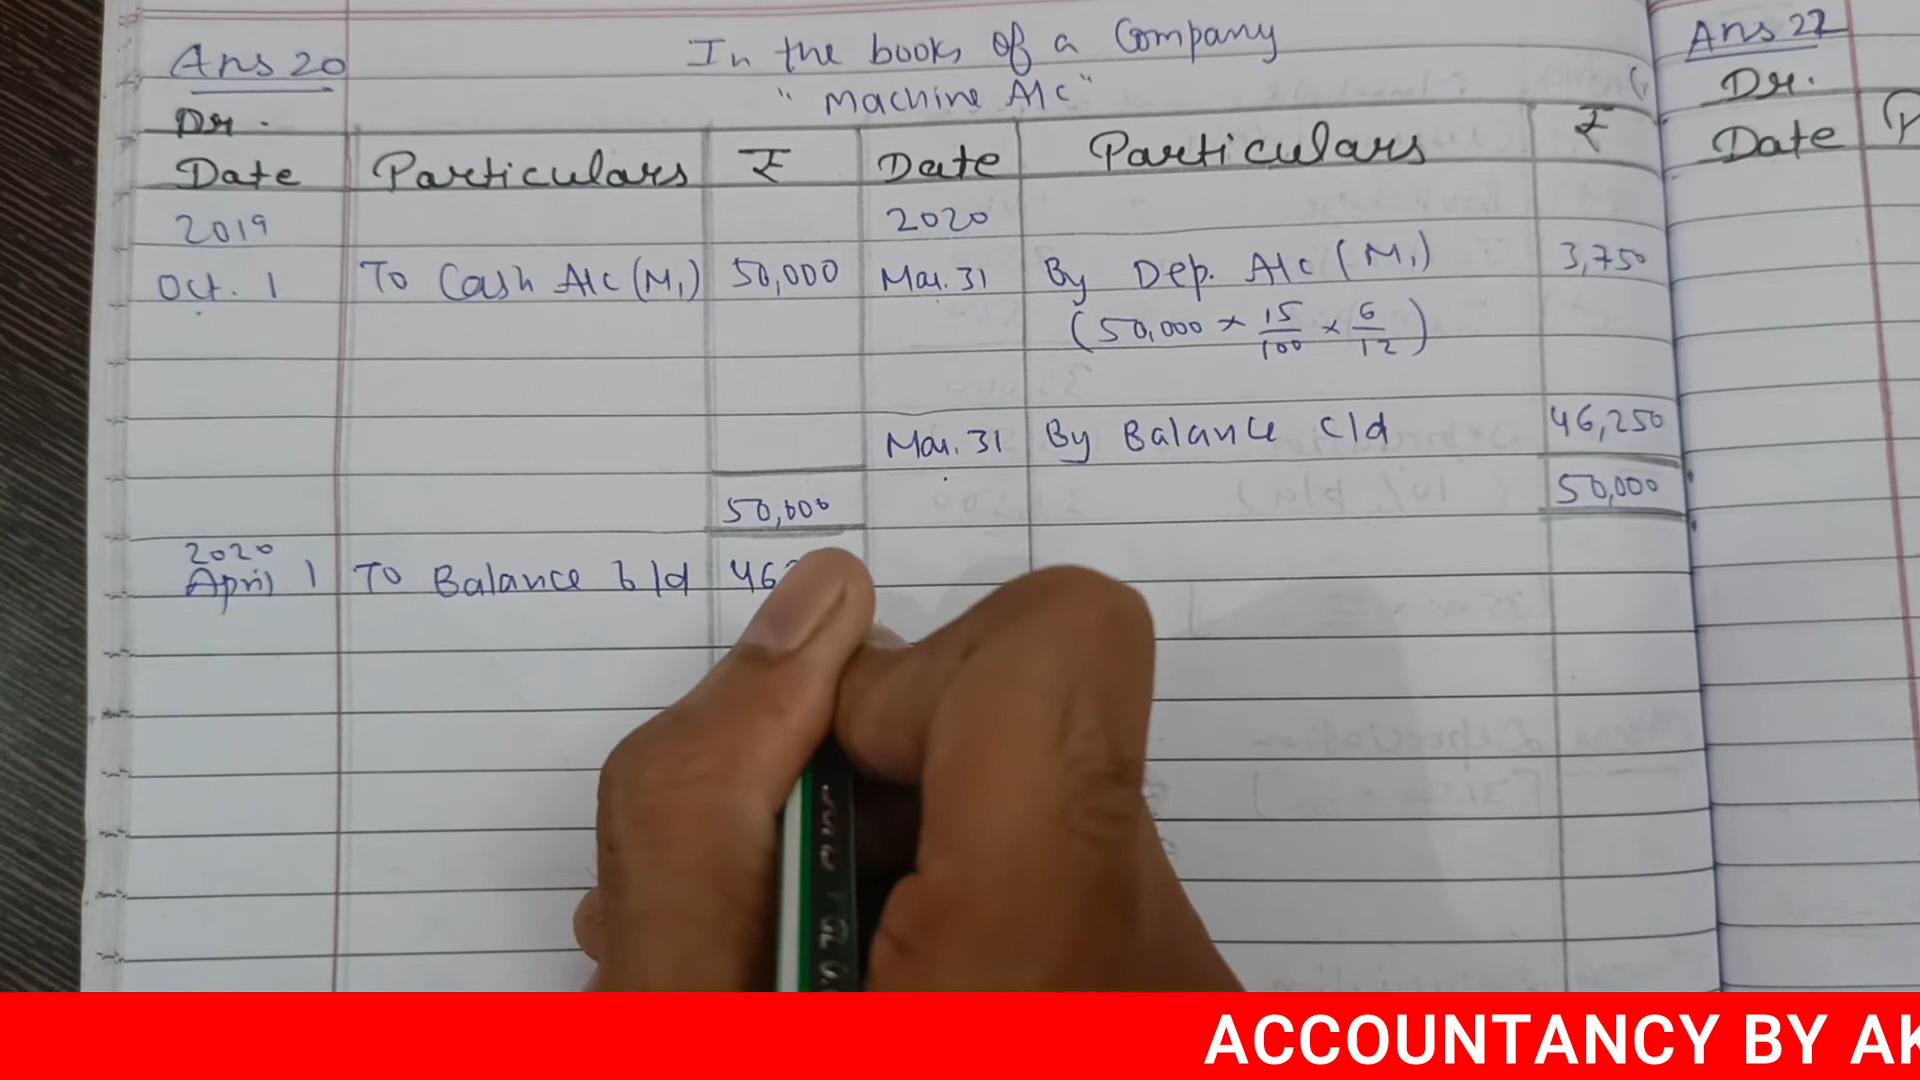 Ans 20
In the books of a Company
"Machine A/c"
Dr.
Date Particulars ₹ Date Particulars ₹
2019 2020
Oct. 1 To Cash A/c (M1) 50,000 Mar. 31 By Dep. A/c (M1) 3,750
(50,000 × 15/100 × 6/12)
Mar. 31 By Balance c/d 46,250
50,000 50,000
2020
April 1 To Balance b/d 46
Ans 22
Dr.
Date
ACCOUNTANCY BY AK